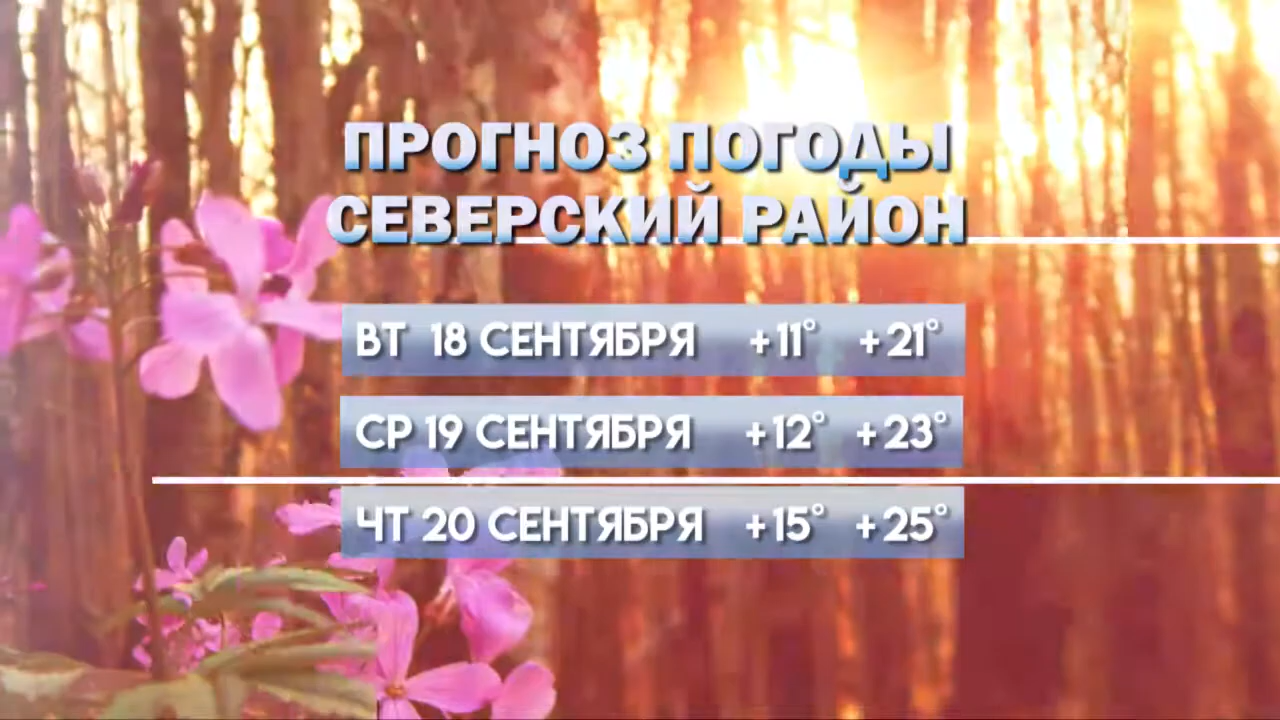 ПРОГНОЗ ПОГОДЫ
СЕВЕРСКИЙ РАЙОН
ВТ 18 СЕНТЯБРЯ +11° +21°
СР 19 СЕНТЯБРЯ +12° +23°
ЧТ 20 СЕНТЯБРЯ +15° +25°